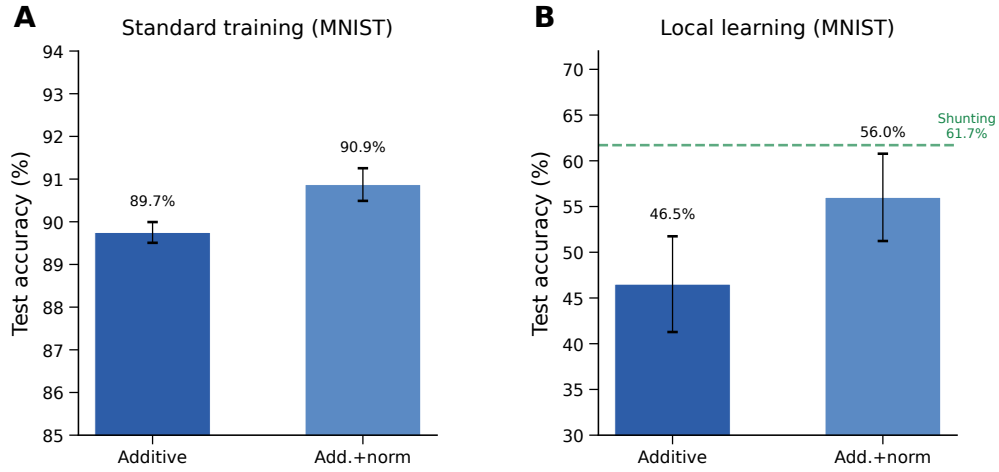 A
Standard training (MNIST)
Test accuracy (%)
94
93
92
91
90
89
88
87
86
85
89.7%
90.9%
Additive
Add.+norm
B
Local learning (MNIST)
Test accuracy (%)
70
65
60
55
50
45
40
35
30
46.5%
56.0%
Shunting
61.7%
Additive
Add.+norm